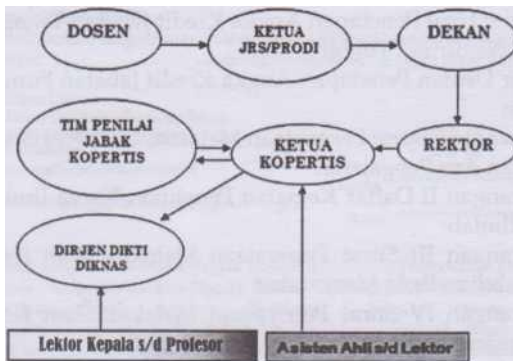 DOSEN
KETUA
JRS/PRODI
DEKAN
TIM PENILAI
JABAK
KOPERTIS
KETUA
KOPERTIS
REKTOR
DIRJEN DIKTI
DIKNAS
Lektor Kepala s/d Profesor
Asisten Ahli s/d Lektor